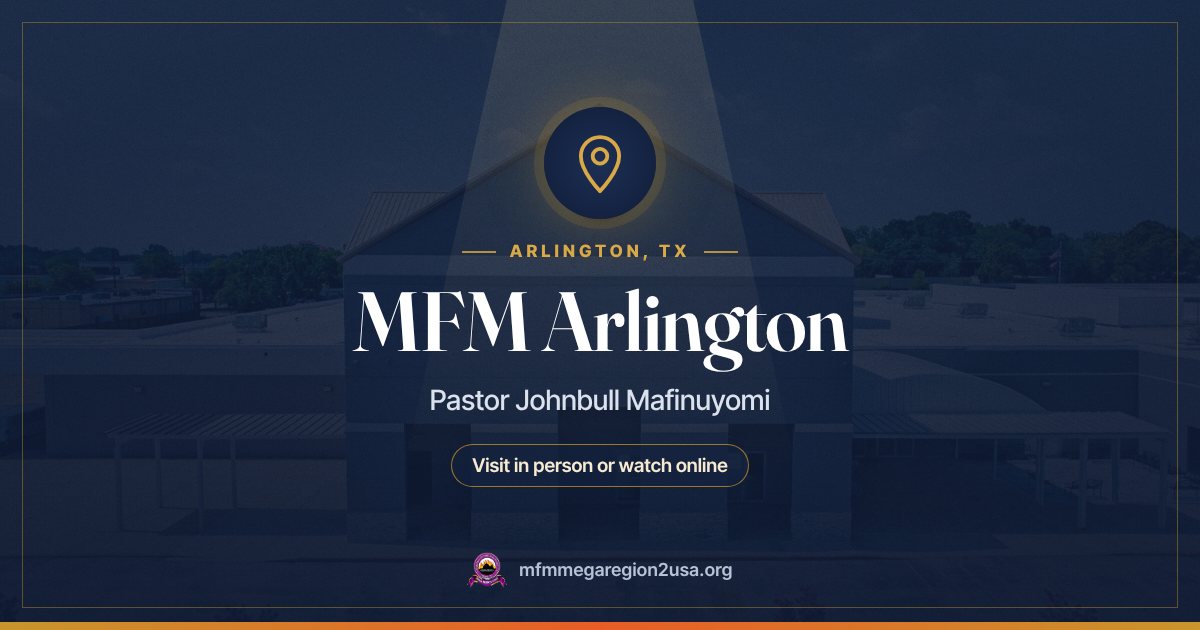 ARLINGTON, TX
MFM Arlington
Pastor Johnbull Mafinuyomi
Visit in person or watch online
mfmmegaregion2usa.org